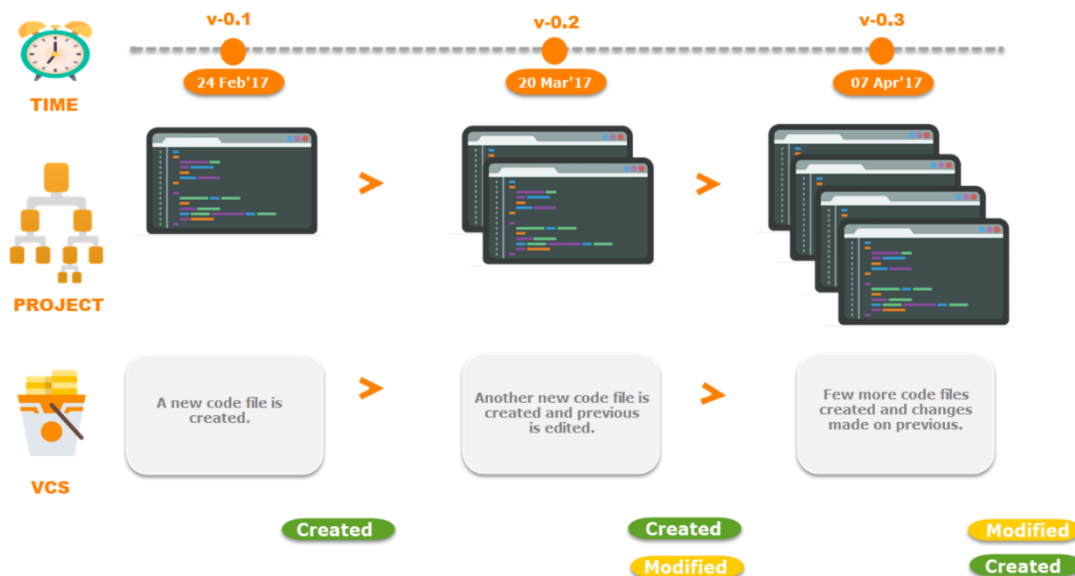 v-0.1
v-0.2
v-0.3
24 Feb'17
20 Mar'17
07 Apr'17
TIME
PROJECT
A new code file is
created.
Another new code file is
created and previous
is edited.
Few more code files
created and changes
made on previous.
VCS
Created
Created
Modified
Modified
Created